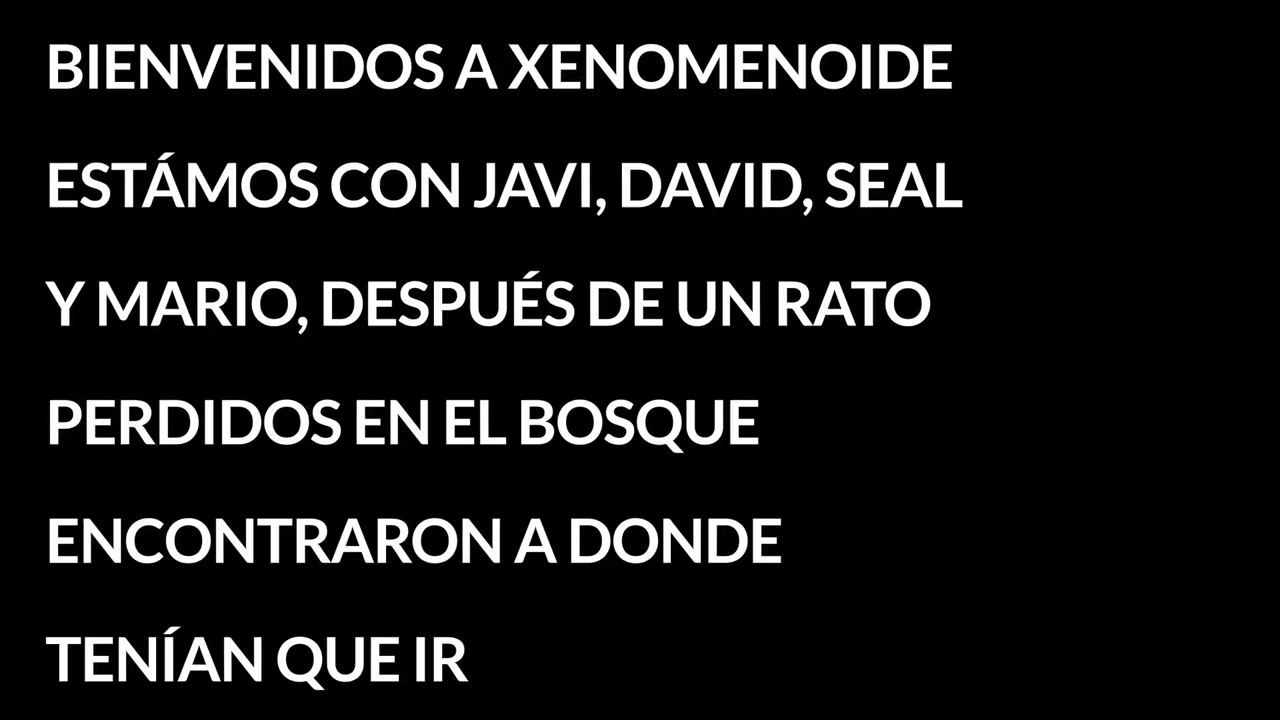 BIENVENIDOS A XENOMENOIDE
ESTÁMOS CON JAVI, DAVID, SEAL
Y MARIO, DESPUÉS DE UN RATO
PERDIDOS EN EL BOSQUE
ENCONTRARON A DONDE
TENÍAN QUE IR